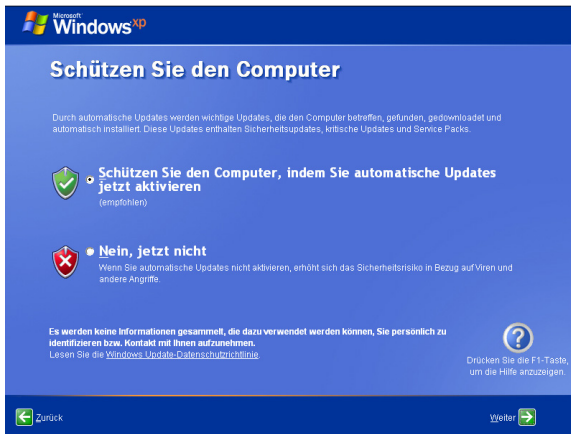 Microsoft
Windows xp
Schützen Sie den Computer
Durch automatische Updates werden wichtige Updates, die den Computer betreffen, gefunden, gedownloadet und
automatisch installiert. Diese Updates enthalten Sicherheitsupdates, kritische Updates und Service Packs.
Schützen Sie den Computer, indem Sie automatische Updates
jetzt aktivieren
(empfohlen)
Nein, jetzt nicht
Wenn Sie automatische Updates nicht aktivieren, erhöht sich das Sicherheitsrisiko in Bezug auf Viren und
andere Angriffe.
Es werden keine Informationen gesammelt, die dazu verwendet werden können, Sie persönlich zu
identifizieren bzw. Kontakt mit Ihnen aufzunehmen.
Lesen Sie die Windows Update-Datenschutzrichtlinie.
Drücken Sie die F1-Taste,
um die Hilfe anzuzeigen.
Zurück
Weiter